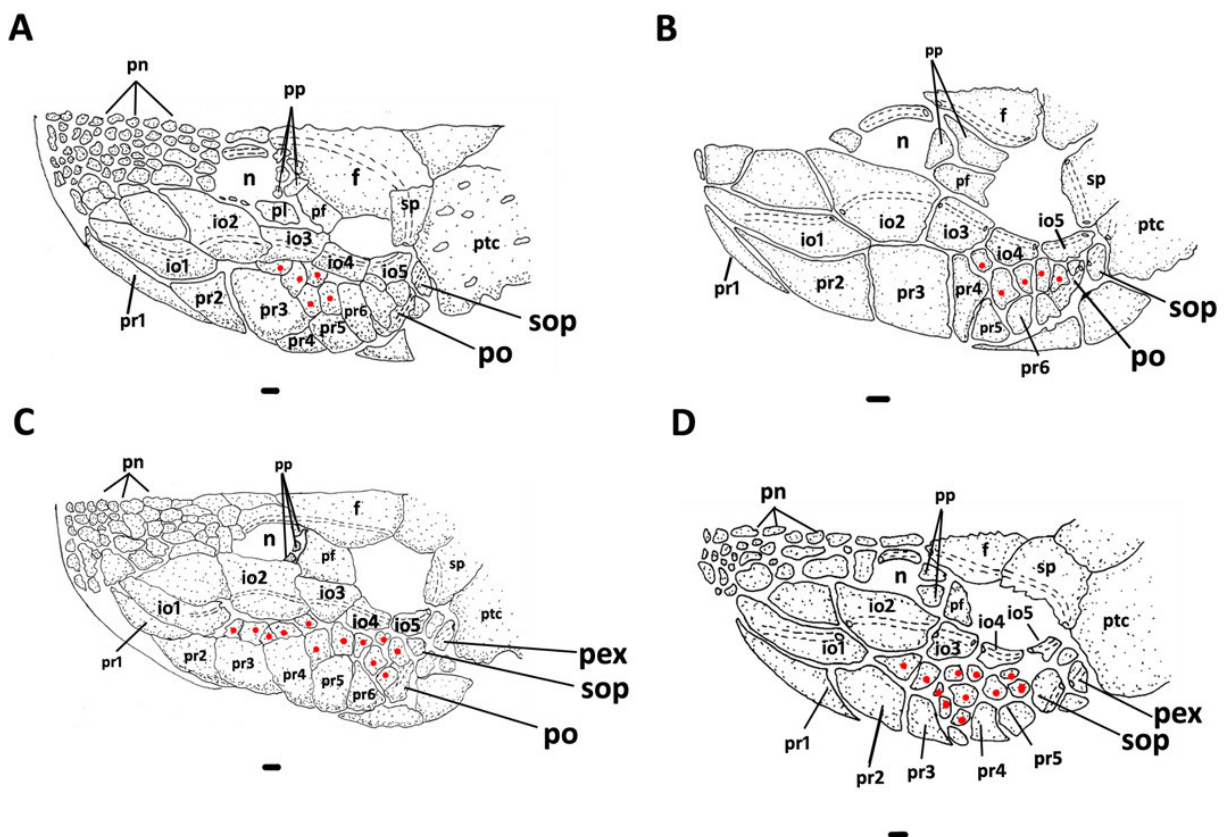 A
pn
pp
n
f
pl
pf
sp
io2
io3
ptc
io1
io4
io5
pr1
pr2
pr3
pr6
pr5
pr4
sop
po
B
pp
f
n
pf
sp
io2
io3
io5
ptc
io1
io4
pr1
pr2
pr3
pr4
pr5
sop
po
pr6
C
pn
pp
f
n
pf
sp
io2
io3
ptc
io1
io4
io5
pr1
pr2
pr3
pr4
pr5
pr6
pex
sop
po
D
pn
pp
f
sp
n
pf
ptc
io2
io4
io5
io1
io3
pex
sop
pr1
pr2
pr3
pr4
pr5